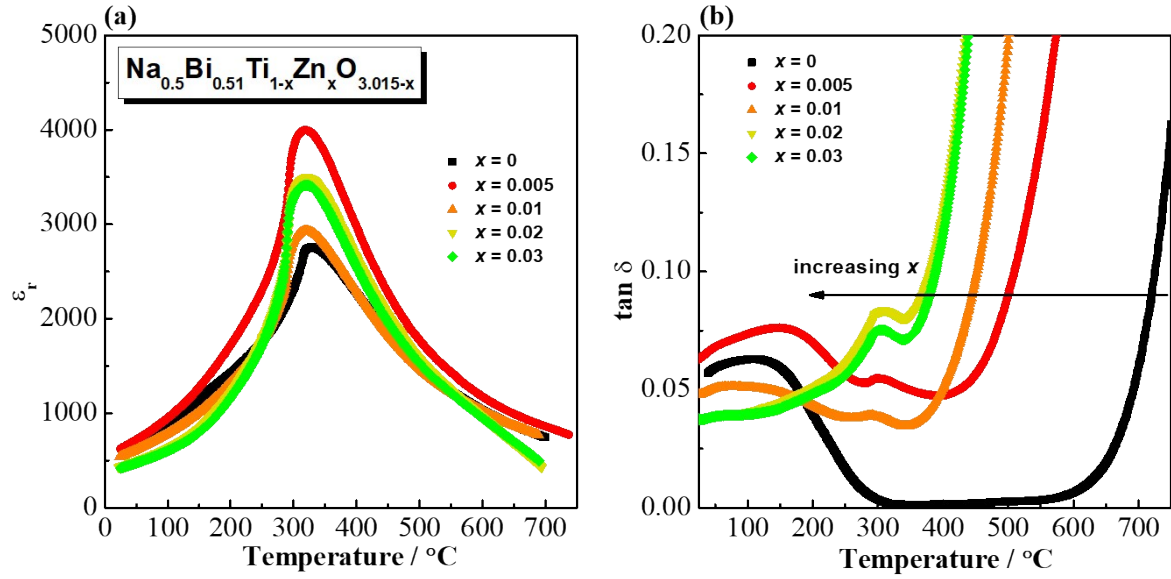 (a)
5000
4000
3000
2000
1000
0
εr
Na0.5Bi0.51Ti1-xZnxO3.015-x
x = 0
x = 0.005
x = 0.01
x = 0.02
x = 0.03
0 100 200 300 400 500 600 700
Temperature / °C
(b)
0.20
0.15
0.10
0.05
0.00
tan δ
x = 0
x = 0.005
x = 0.01
x = 0.02
x = 0.03
increasing x
100 200 300 400 500 600 700
Temperature / °C